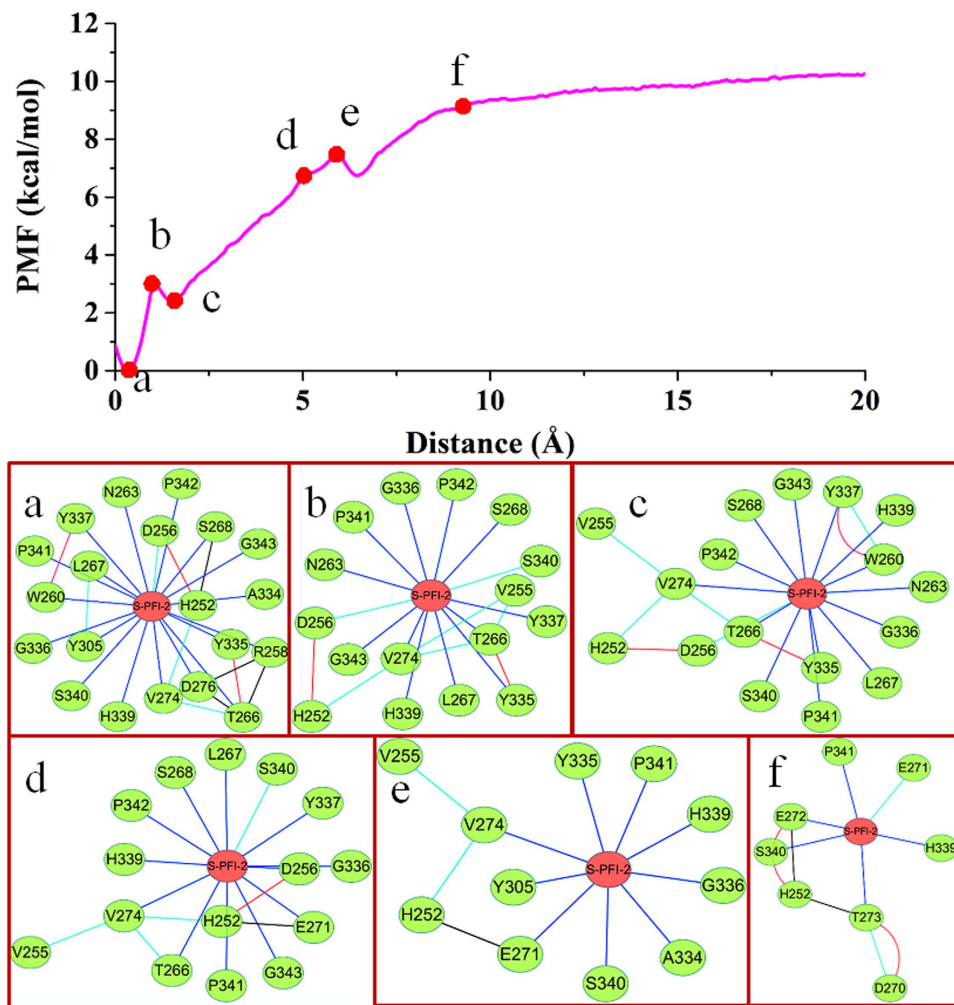 12
10
8
6
4
2
0
PMF (kcal/mol)
a
b
c
d
e
f
0
5
10
15
20
Distance (Å)
a
N263
P342
Y337
D256
S268
P341
L267
G343
W260
S-PFI-2
H252
A334
G336
Y305
Y335
R258
S340
D276
H339
V274
T266
b
G336
P342
P341
S268
N263
S340
S-PFI-2
V255
D256
Y337
T266
G343
V274
H252
H339
L267
Y335
c
G343
Y337
S268
H339
V255
P342
W260
V274
S-PFI-2
N263
T266
G336
H252
D256
Y335
S340
L267
P341
d
L267
S268
S340
P342
Y337
H339
S-PFI-2
G336
D256
V274
H252
E271
V255
T266
P341
G343
e
V255
Y335
P341
V274
H339
S-PFI-2
Y305
G336
H252
E271
A334
S340
f
P341
E271
E272
S-PFI-2
S340
H339
H252
T273
D270